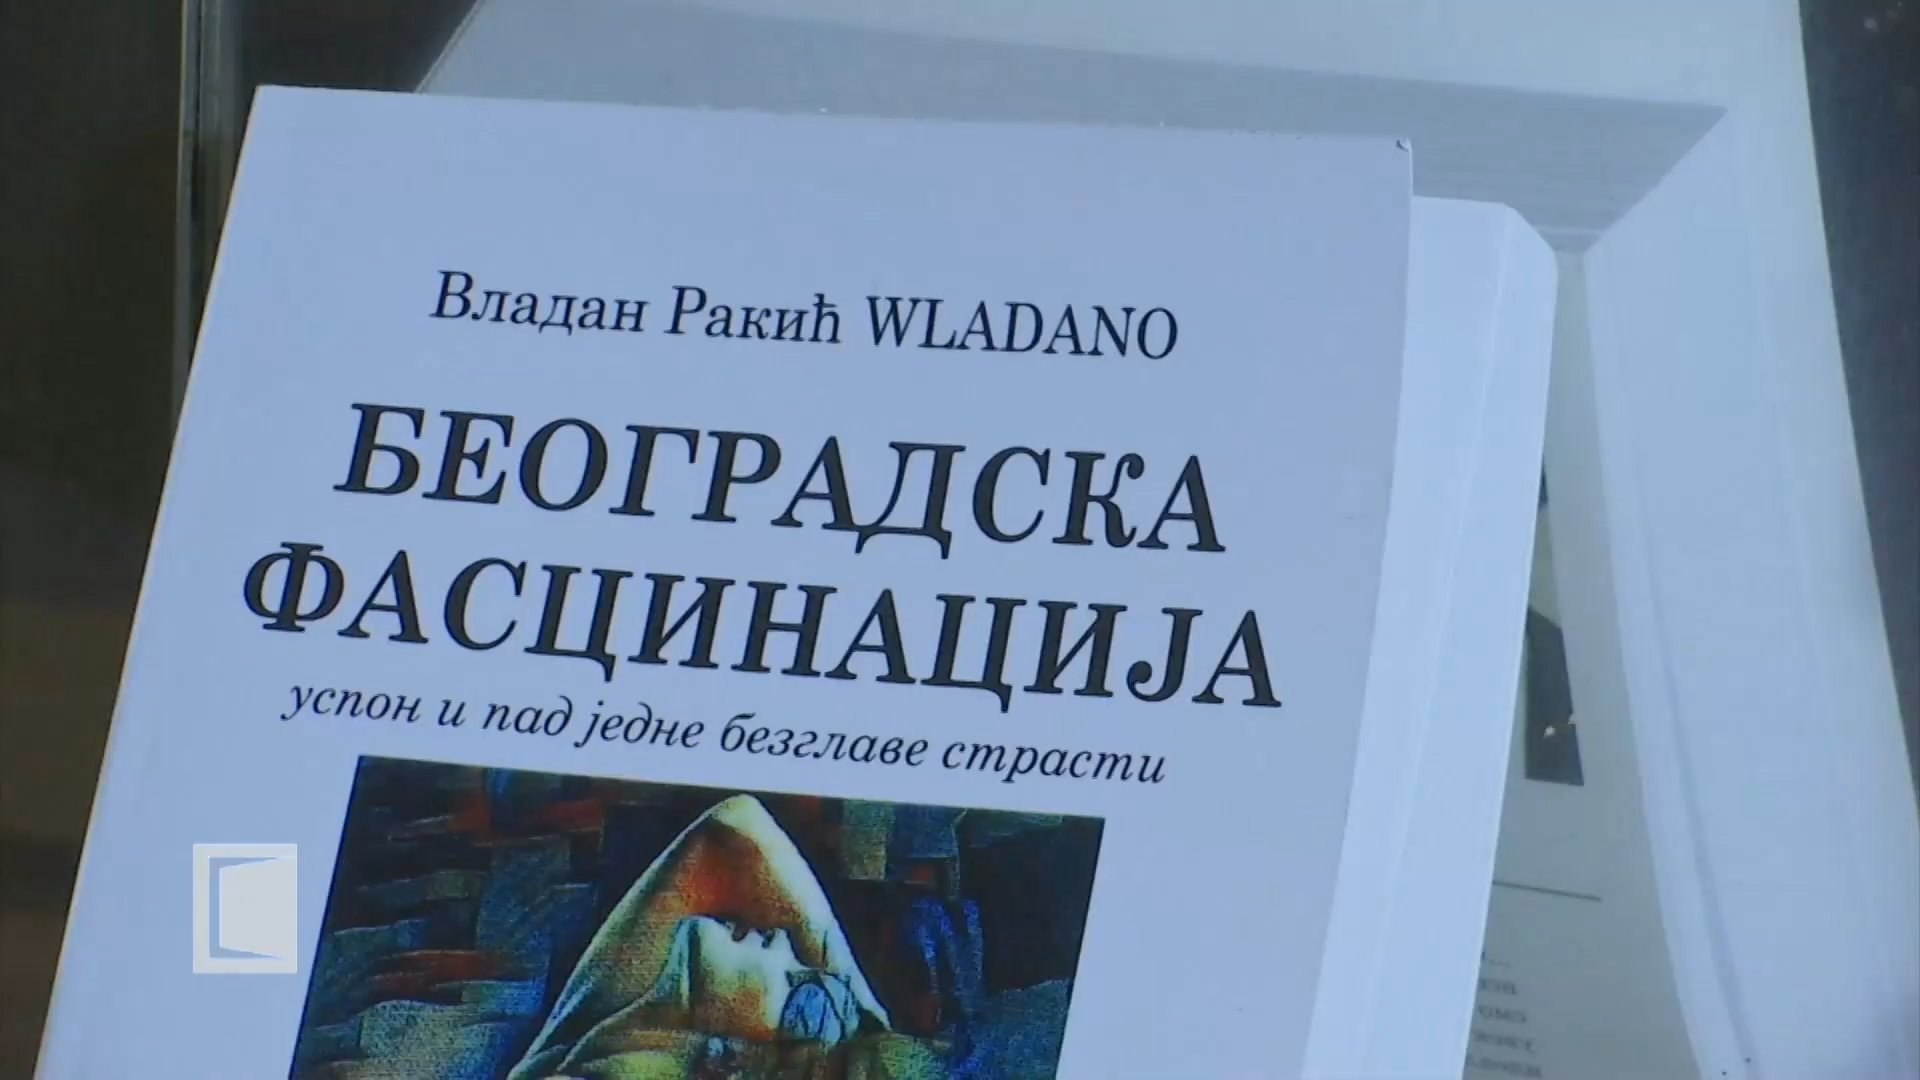 Владан Ракић WLADANO
БЕОГРАДСКА
ФАСЦИНАЦИЈА
успон и пад једне безглаве страсти